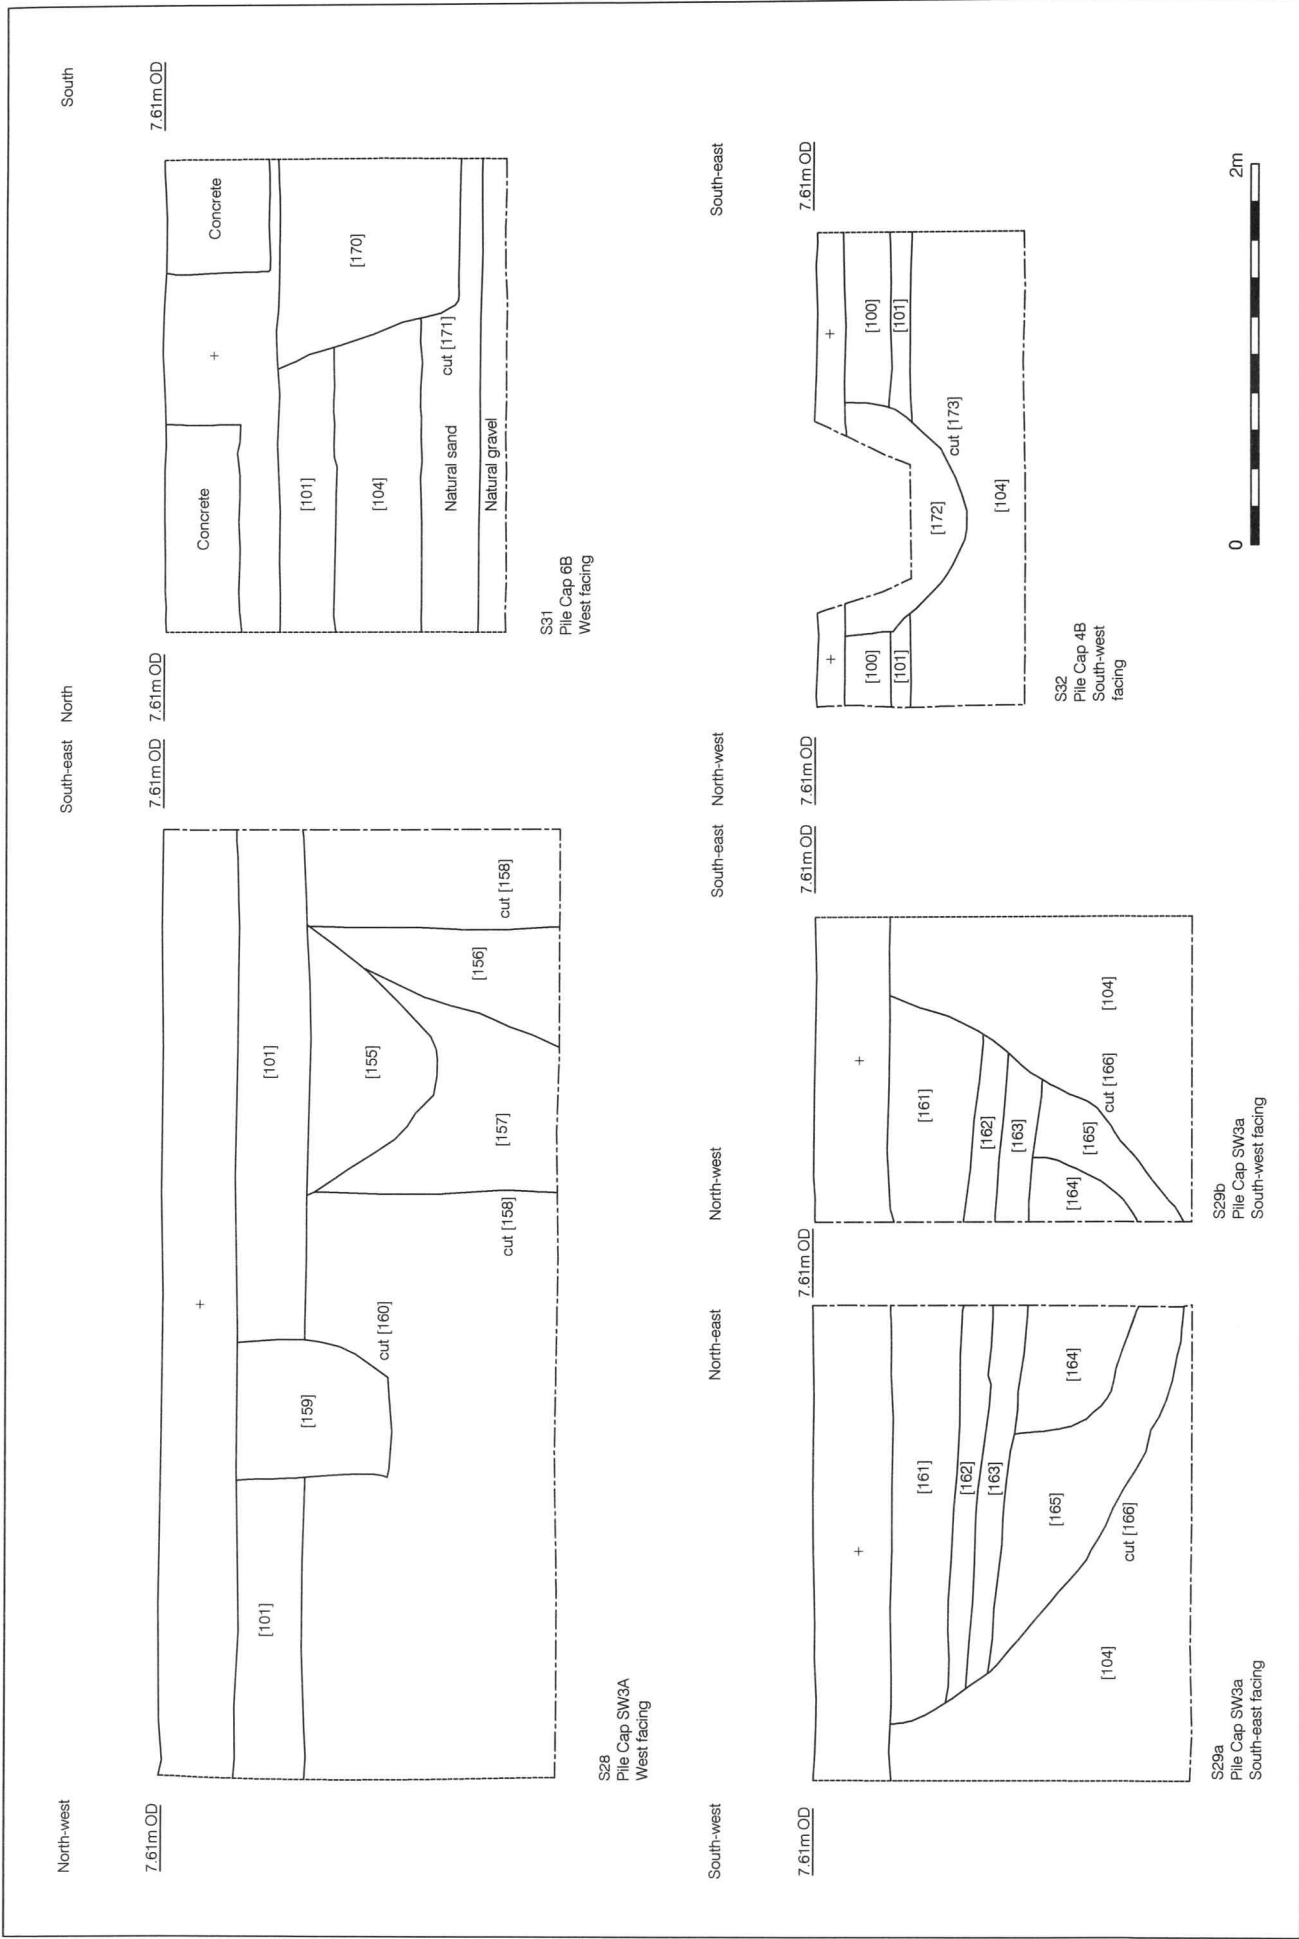 North-west
South-east
North
South
7.61m OD
7.61m OD
7.61m OD
7.61m OD
+
[101]
[101]
[159]
cut [160]
[155]
[157]
[156]
cut [158]
cut [158]
S28
Pile Cap SW3A
West facing
Concrete
Concrete
+
[101]
[104]
[170]
cut [171]
Natural sand
Natural gravel
S31
Pile Cap 6B
West facing
South-west
North-east
North-west
South-east
North-west
South-east
7.61m OD
7.61m OD
7.61m OD
7.61m OD
7.61m OD
+
[161]
[162]
[163]
[164]
[165]
cut [166]
[104]
S29a
Pile Cap SW3a
South-east facing
+
[161]
[162]
[163]
[164]
[165]
cut [166]
[104]
S29b
Pile Cap SW3a
South-west facing
+
+
[100]
[100]
[101]
[101]
[172]
cut [173]
[104]
S32
Pile Cap 4B
South-west
facing
0
2m